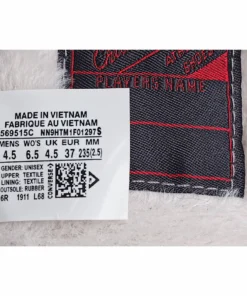 PLAYERS NAME
MADE IN VIETNAM
FABRIQUE AU VIETNAM
569515C NN9HTM1F01297$
MENS WO'S UK EUR MM
4.5 6.5 4.5 37 235(2.5)
GENDER: UNISEX
UPPER: TEXTILE
LINING: TEXTILE
OUTSOLE: RUBBER
CONVERSE
6R 1911 L68